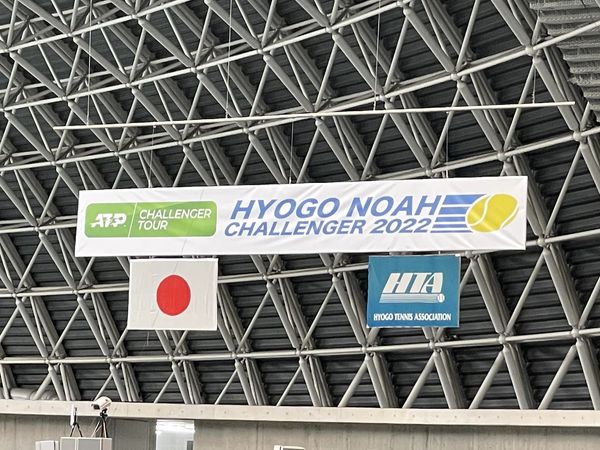 ATP
CHALLENGER
TOUR
HYOGO NOAH
CHALLENGER 2022
HTA
HYOGO TENNIS ASSOCIATION